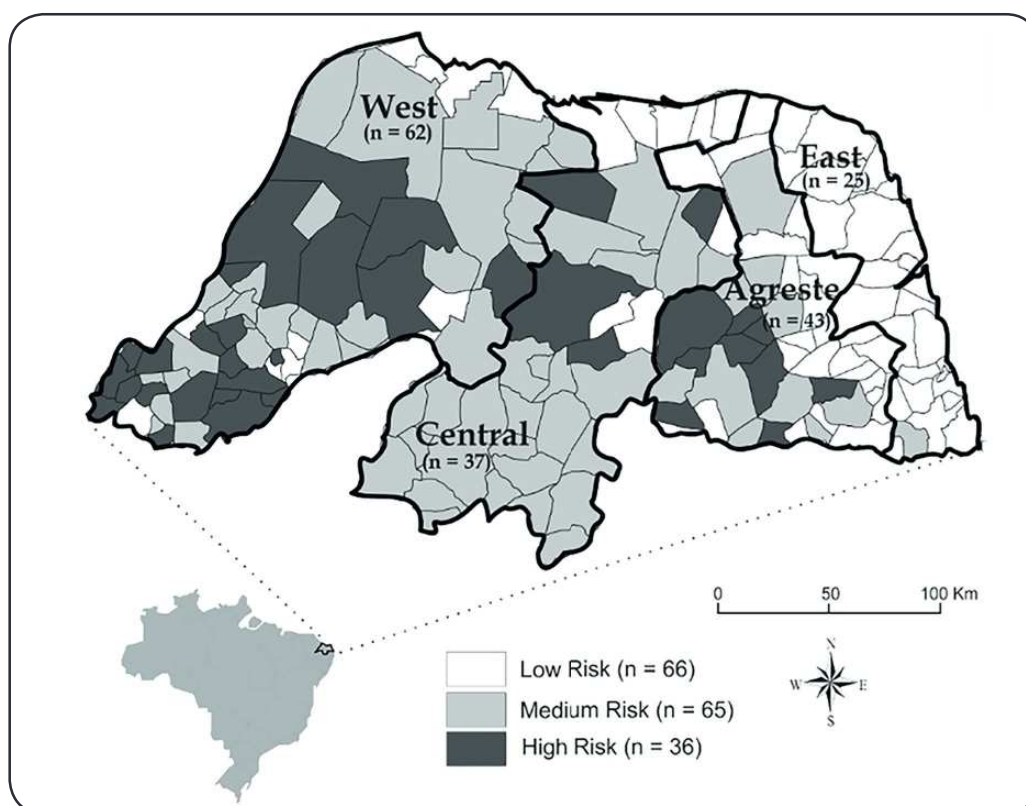 West
(n = 62)
East
(n = 25)
Agreste
(n = 43)
Central
(n = 37)
0 50 100 Km
Low Risk (n = 66)
Medium Risk (n = 65)
High Risk (n = 36)
N
W E
S